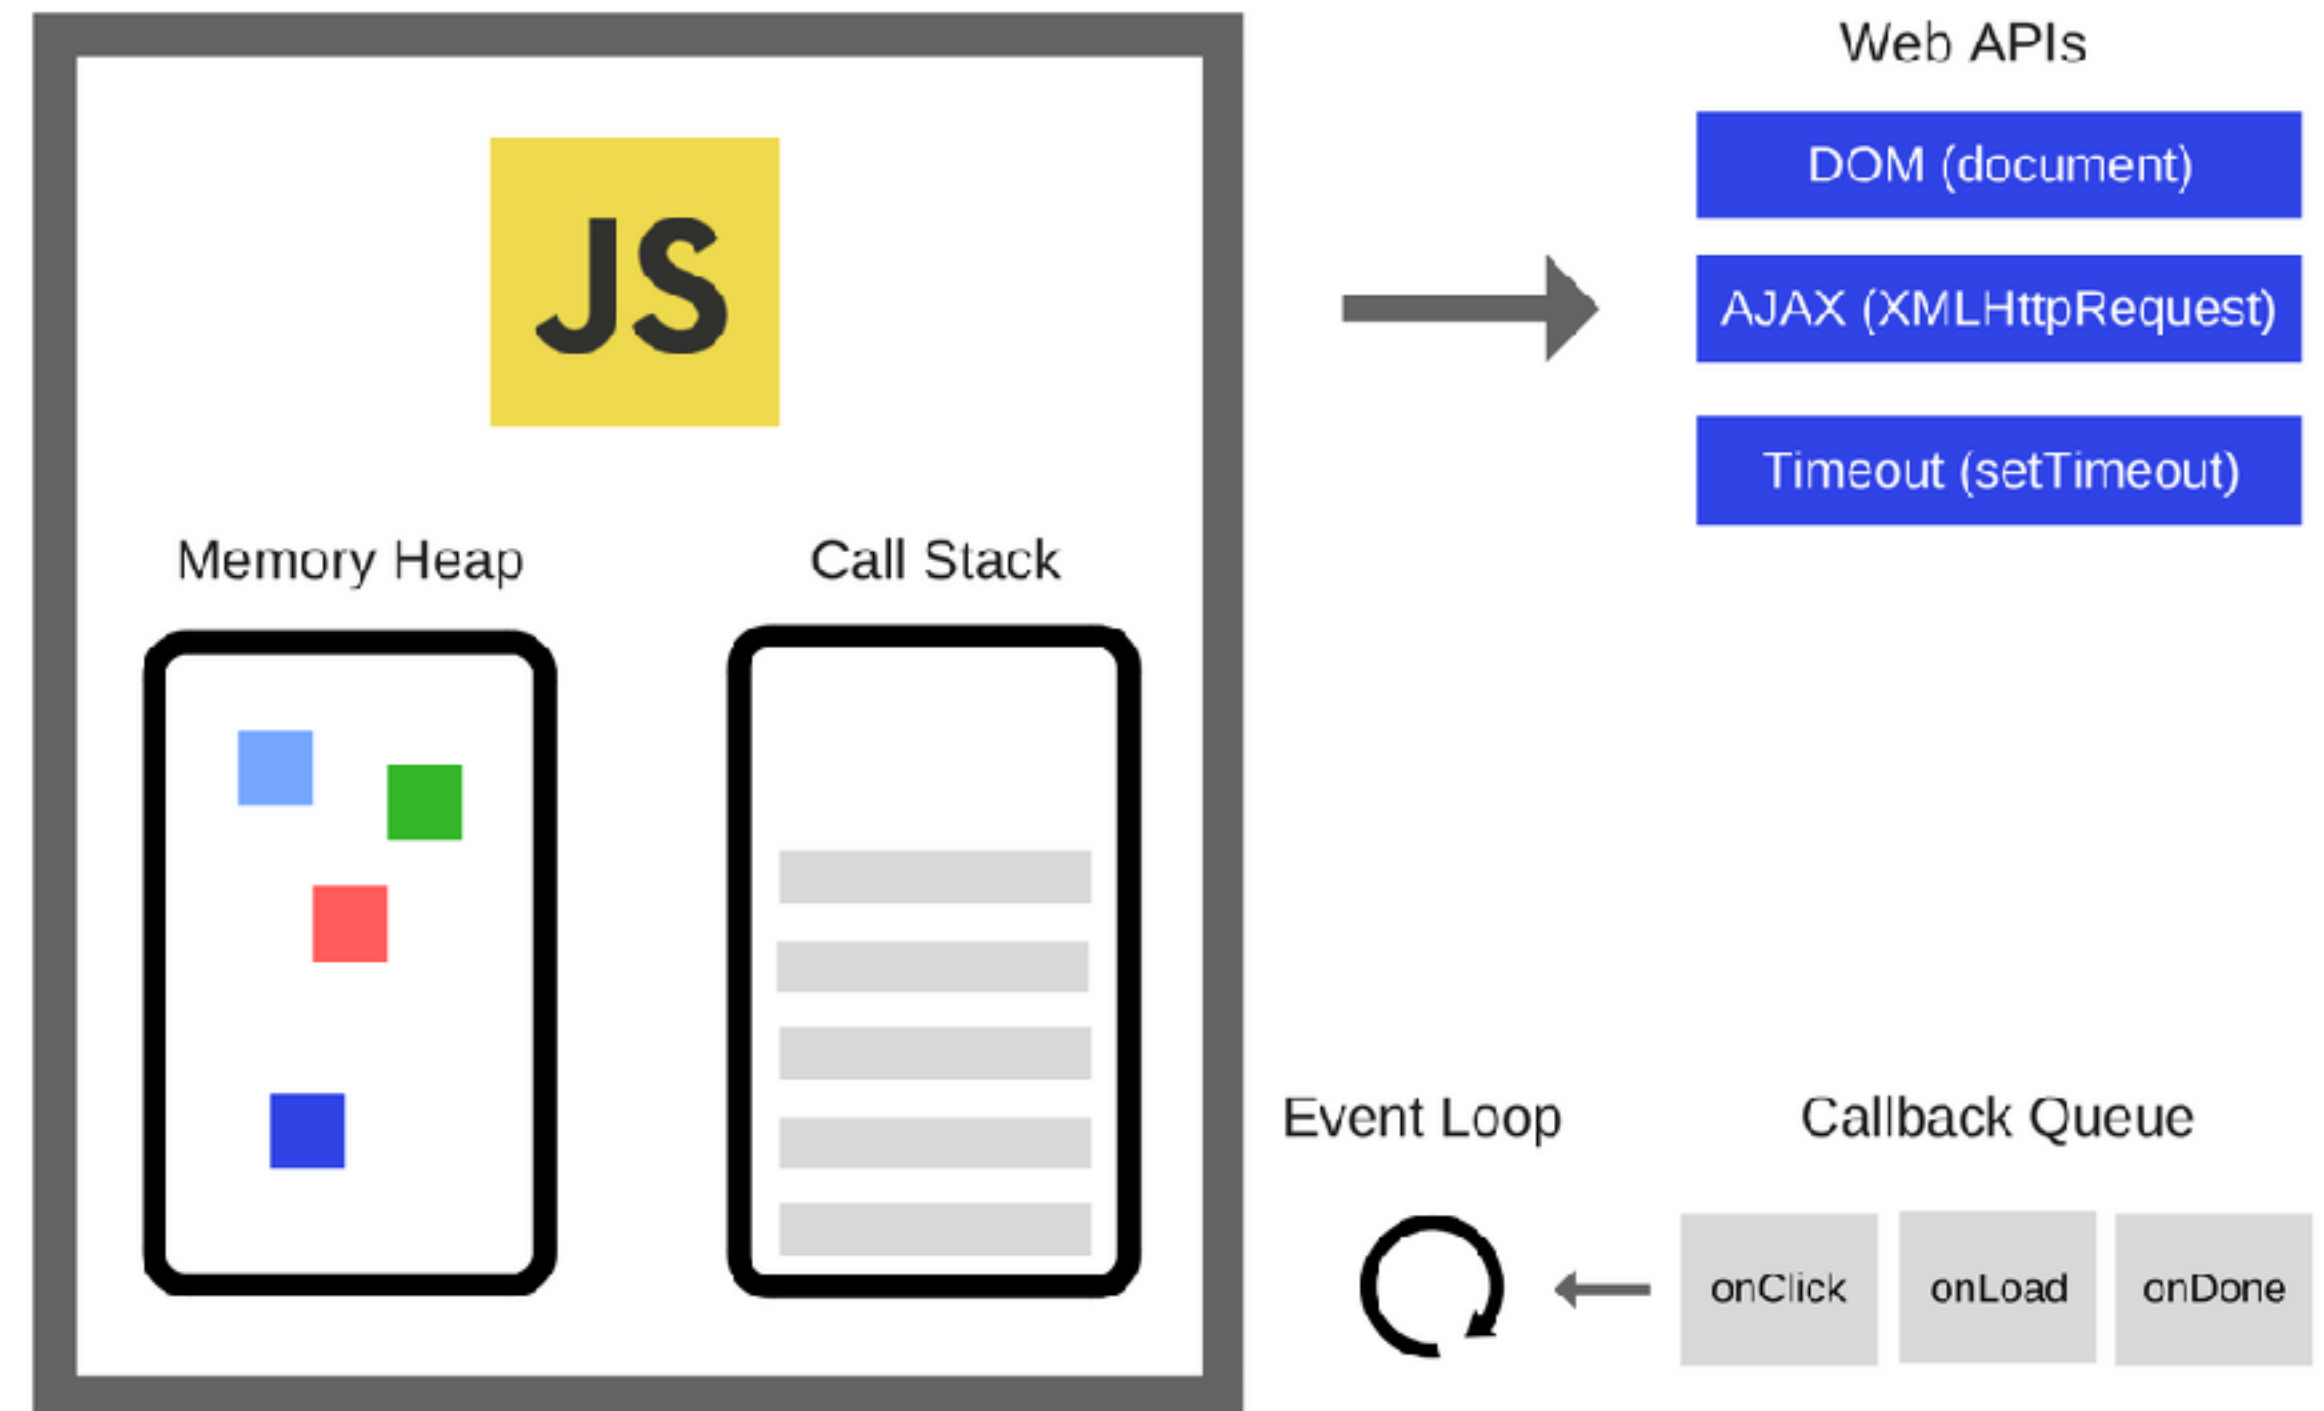 Web APIs
DOM (document)
JS
AJAX (XMLHttpRequest)
Timeout (setTimeout)
Memory Heap
Call Stack
Event Loop
Callback Queue
onClick
onLoad
onDone